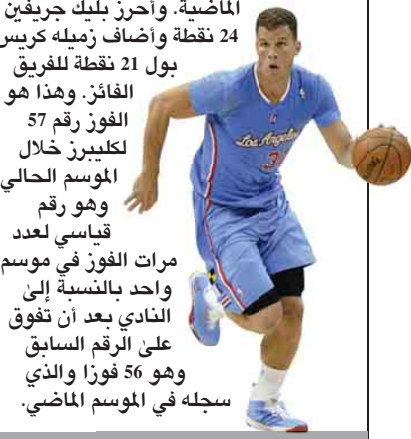 الماضية. وأحرز بليك جريفين
24 نقطة وأضاف زميله كريس
بول 21 نقطة للفريق
الفائز. وهذا هو
الفوز رقم 57
لكليبرز خلال
الموسم الحالي
وهو رقم
قياسي لعدد
مرات الفوز في موسم
واحد بالنسبة إلى
النادي بعد أن تفوق
على الرقم السابق
وهو 56 فوزا والذي
سجله في الموسم الماضي.
Los Angeles
3